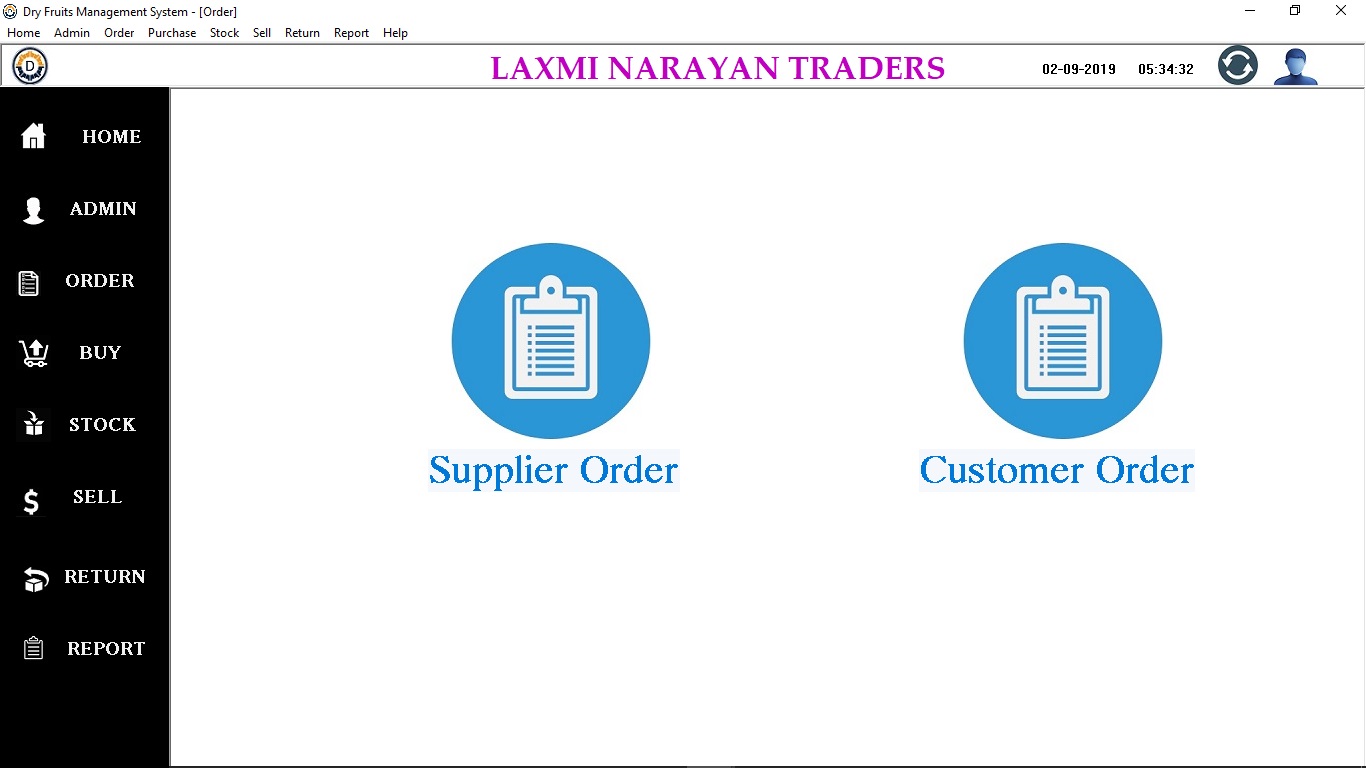 Dry Fruits Management System - [Order]
Home Admin Order Purchase Stock Sell Return Report Help
D LAXMI NARAYAN TRADERS 02-09-2019 05:34:32
HOME
ADMIN
ORDER
BUY
STOCK
SELL
RETURN
REPORT
Supplier Order Customer Order